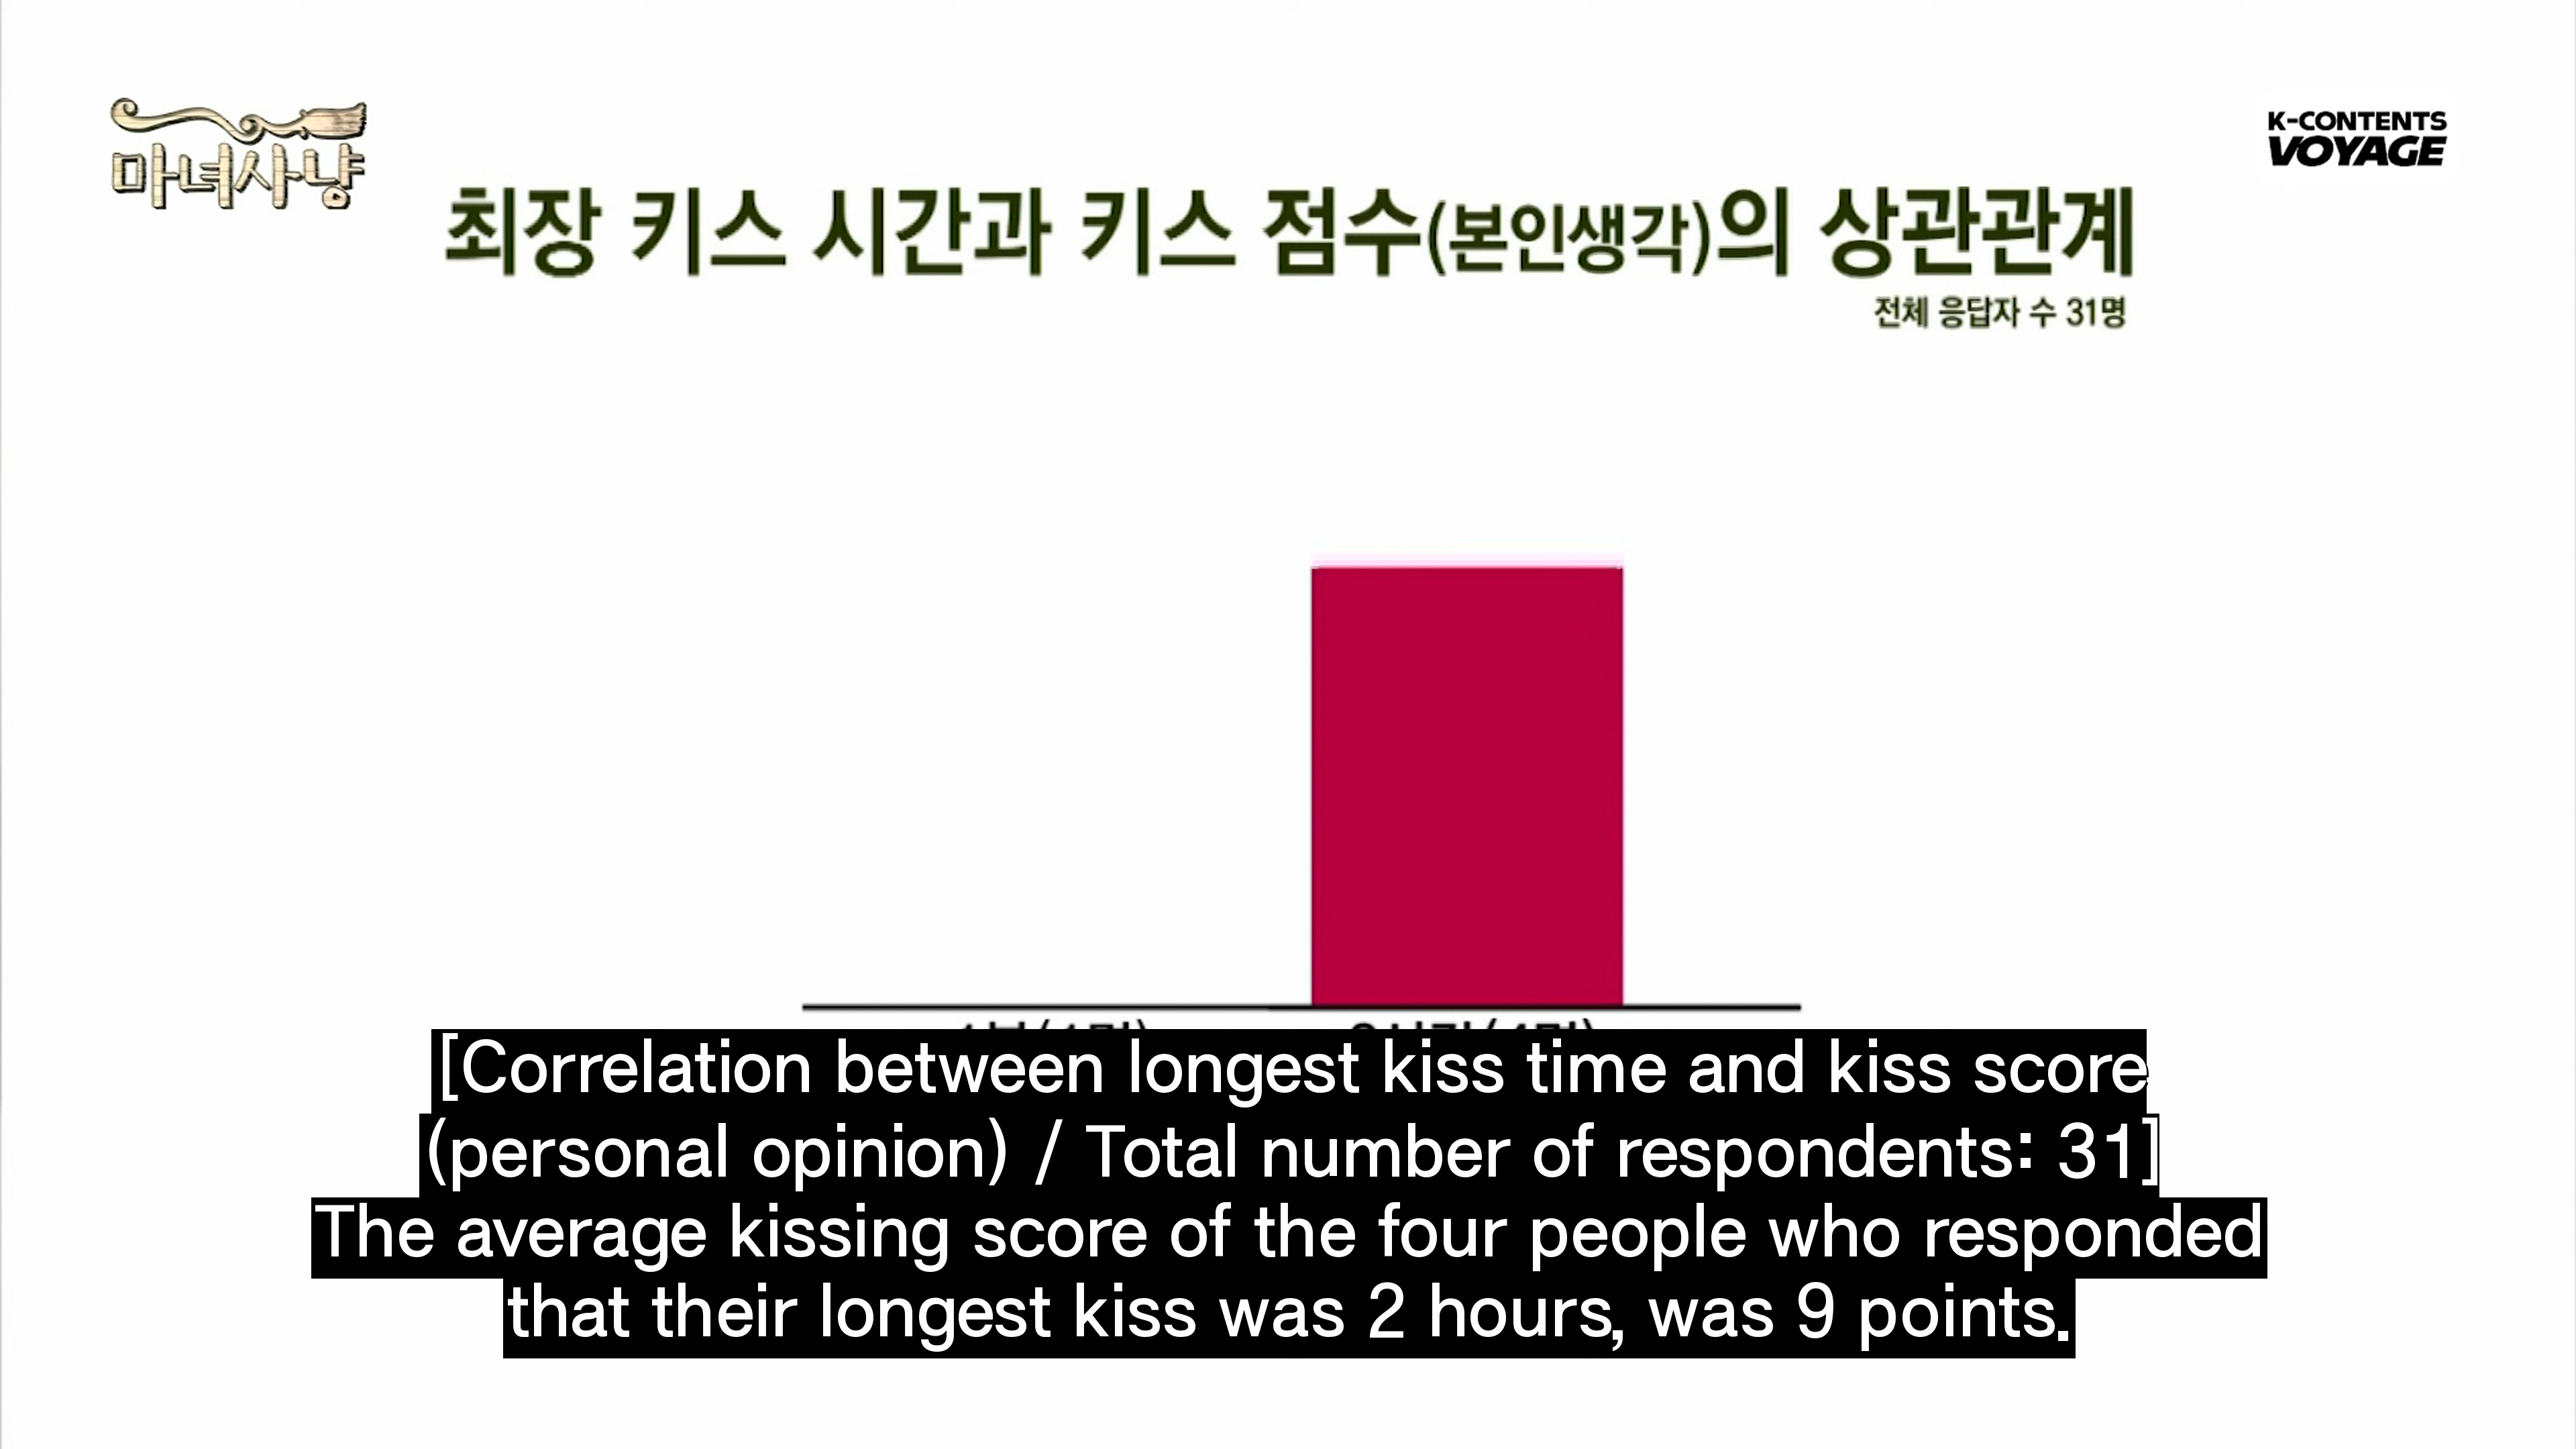 마녀사냥
K-CONTENTS
VOYAGE
최장 키스 시간과 키스 점수(본인생각)의 상관관계
전체 응답자 수 31명
[Correlation between longest kiss time and kiss score
(personal opinion) / Total number of respondents: 31]
The average kissing score of the four people who responded
that their longest kiss was 2 hours, was 9 points.